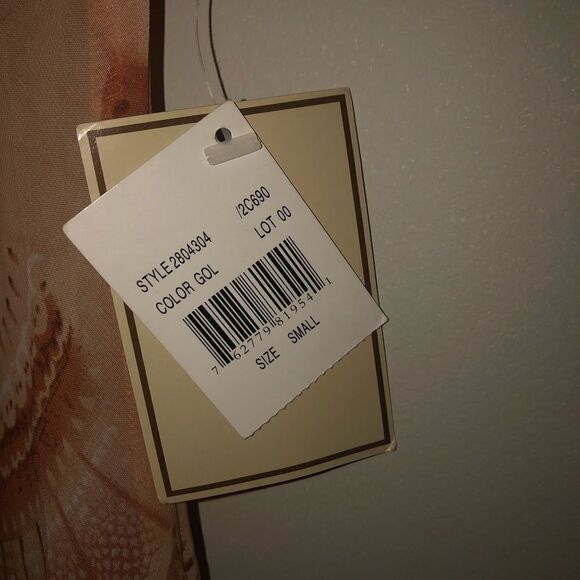 STYLE 2804304 /2C690
COLOR GOL LOT 00
7 62779 81954 1
SIZE SMALL